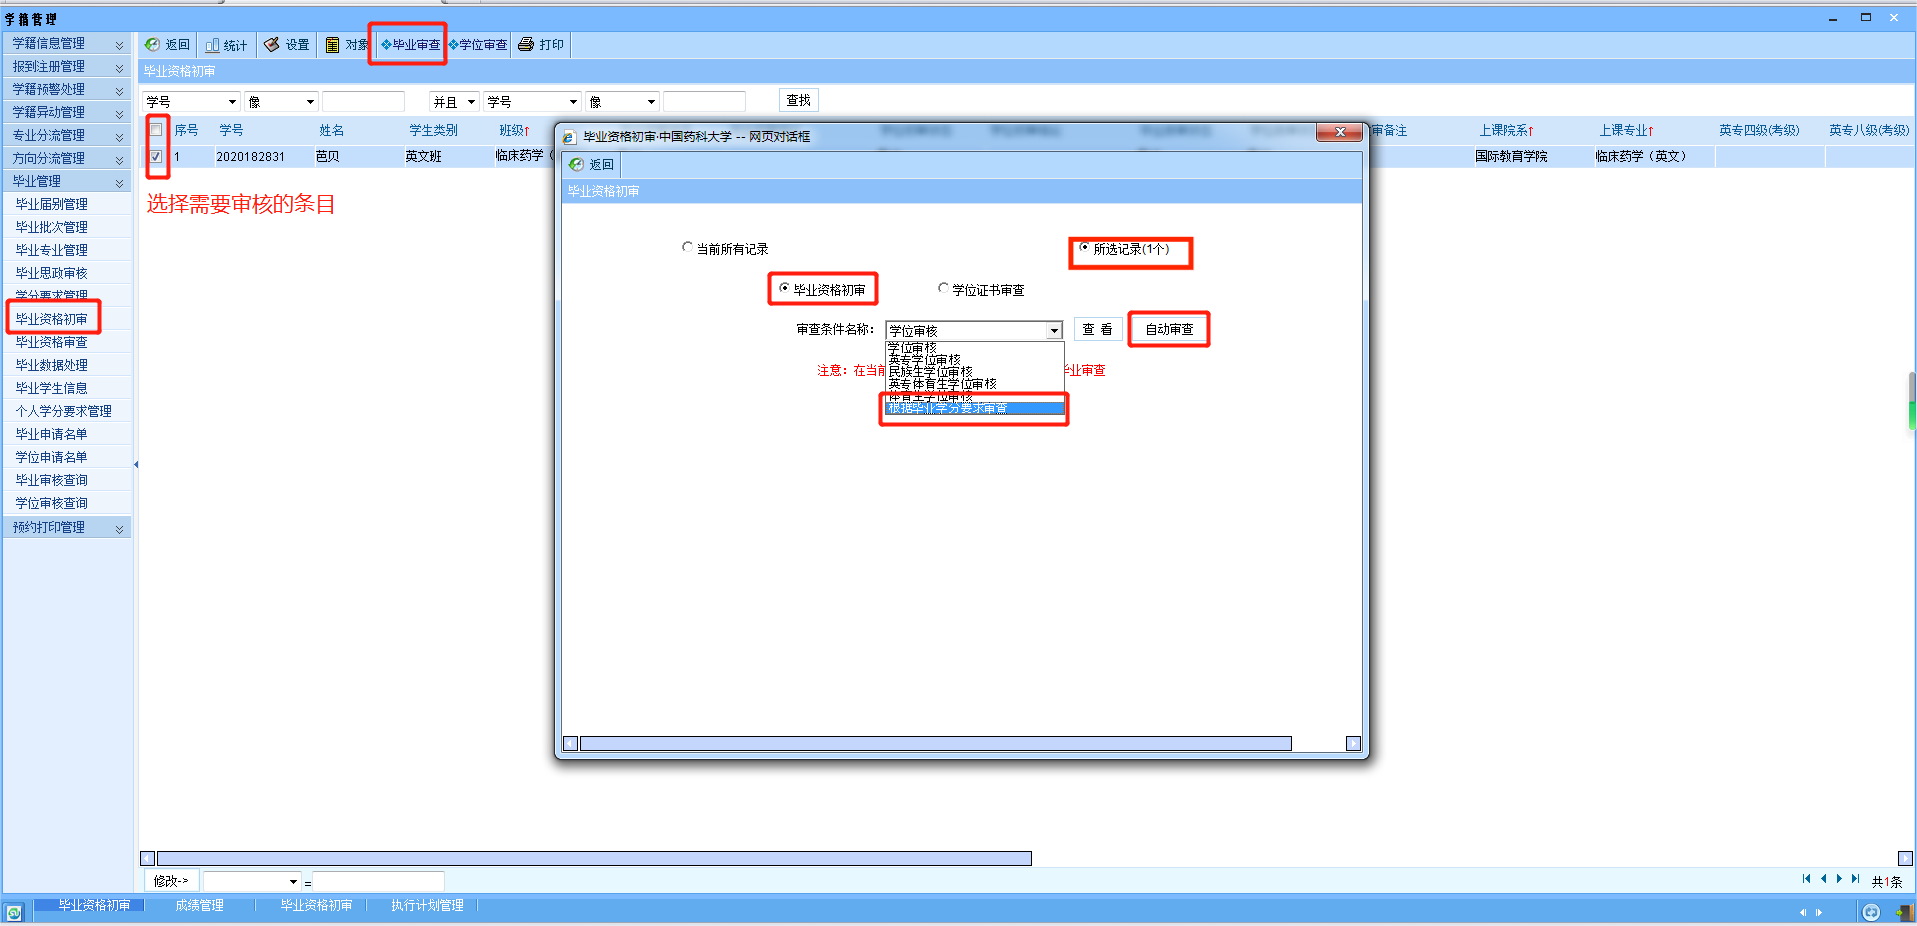 学籍管理
返回 统计 设置 对象 毕业审查 学位审查 打印
毕业资格初审
学号 像 并且 学号 像 查找
序号 学号 姓名 学生类别 班级↑ 审备注 上课院系↑ 上课专业↑ 英专四级(考级) 英专八级(考级)
1 2020182831 芭贝 英文班 临床药学（ 国际教育学院 临床药学（英文）
选择需要审核的条目
学籍信息管理
报到注册管理
学籍预警处理
学籍异动管理
专业分流管理
方向分流管理
毕业管理
毕业届别管理
毕业批次管理
毕业专业管理
毕业思政审核
学分要求管理
毕业资格初审
毕业资格审查
毕业数据处理
毕业学生信息
个人学分要求管理
毕业申请名单
学位申请名单
毕业审核查询
学位审核查询
预约打印管理
毕业资格初审·中国药科大学 -- 网页对话框
返回
毕业资格初审
当前所有记录 所选记录(1个)
毕业资格初审 学位证书审查
审查条件名称： 学位审核 查 看 自动审查
学位审核
英专学位审核
民族生学位审核
英专体育生学位审核
体育生学位审核
根据毕业学分要求审查
注意：在当前 毕业审查
修改-> =
共1条
毕业资格初审 成绩管理 毕业资格初审 执行计划管理